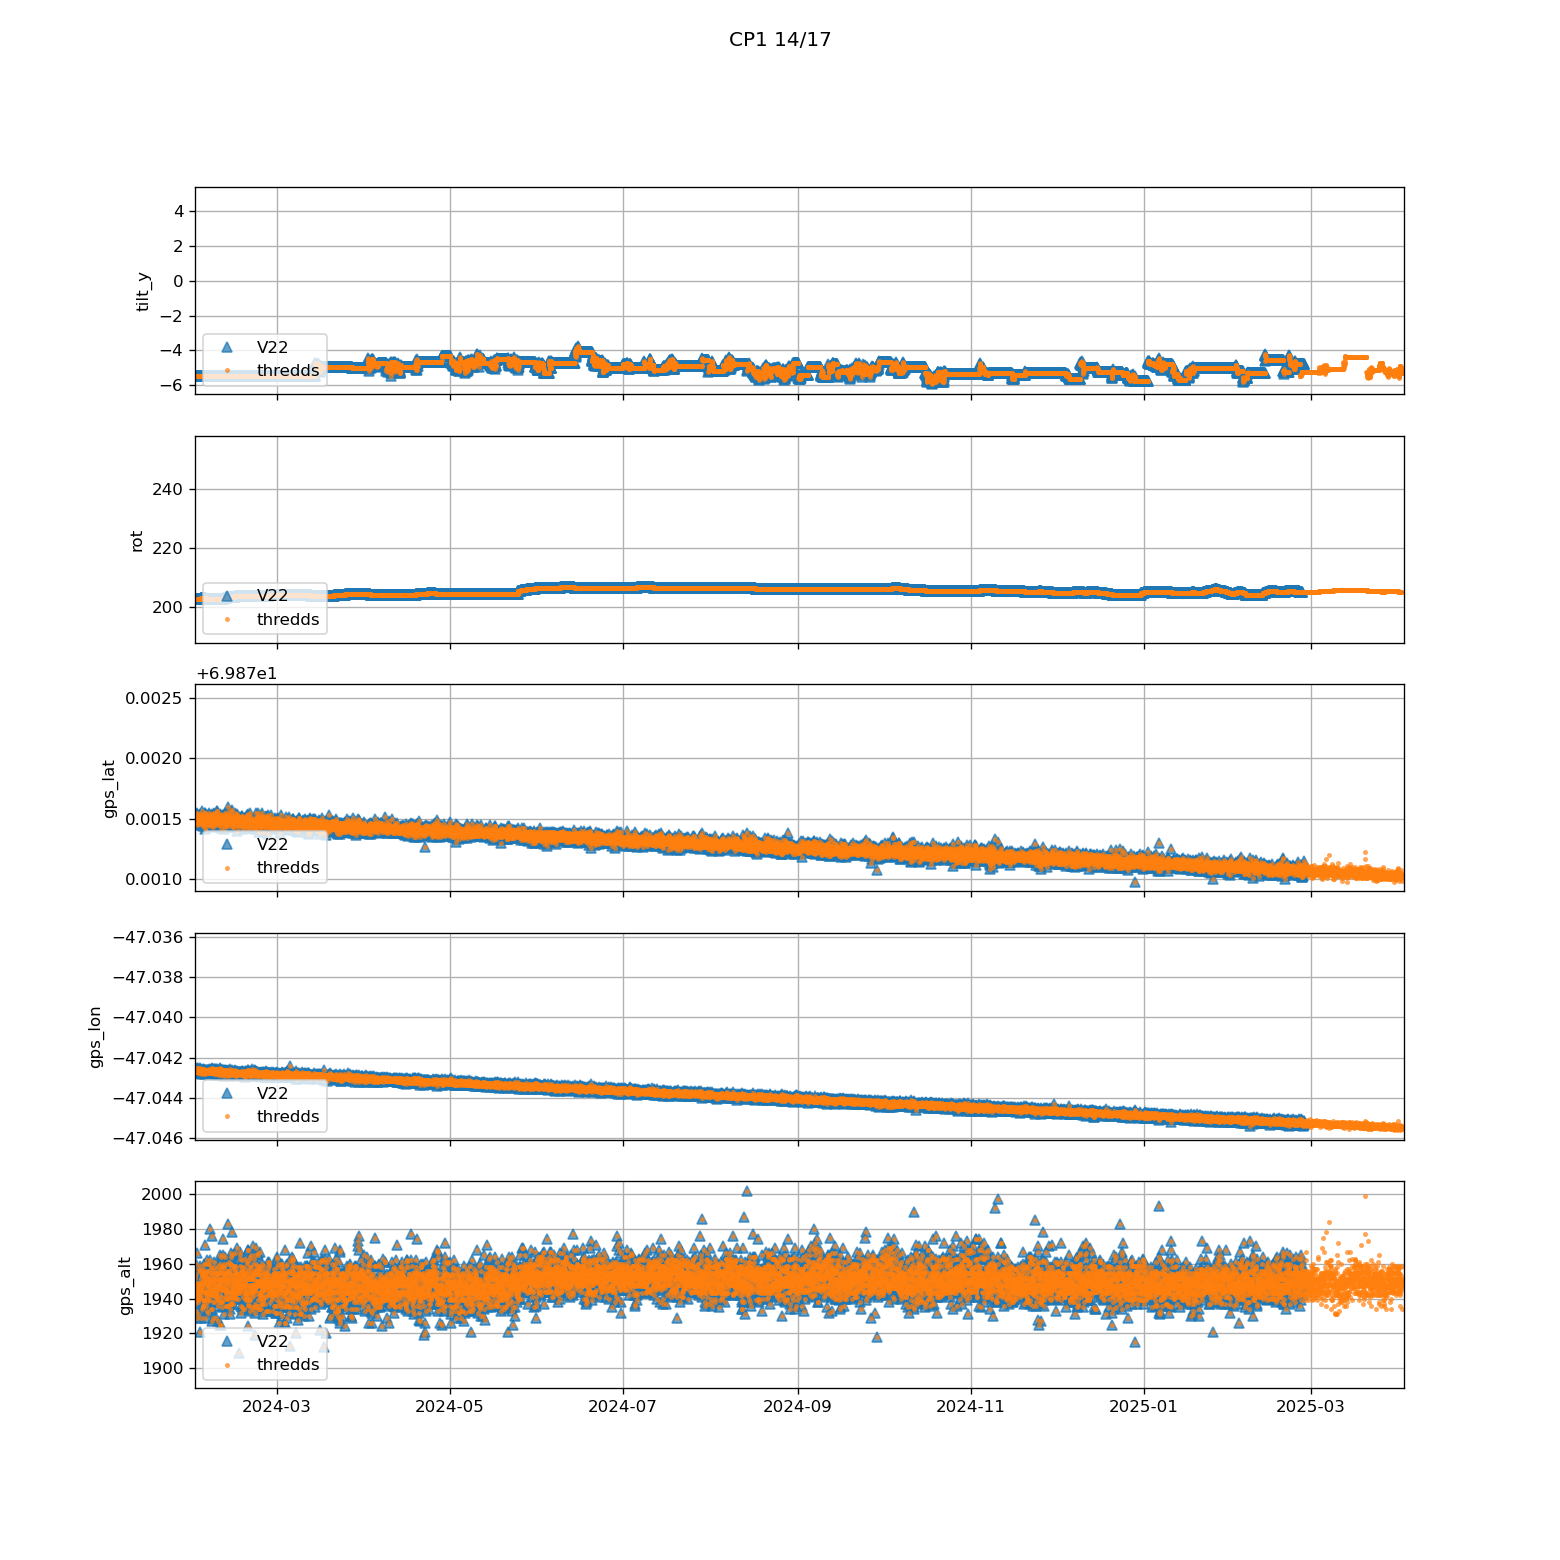 CP1 14/17
4
2
0
−2
−4
−6
tilt_y
V22
thredds
240
220
200
rot
V22
thredds
+6.987e1
0.0025
0.0020
0.0015
0.0010
gps_lat
V22
thredds
−47.036
−47.038
−47.040
−47.042
−47.044
−47.046
gps_lon
V22
thredds
2000
1980
1960
1940
1920
1900
gps_alt
V22
thredds
2024-03 2024-05 2024-07 2024-09 2024-11 2025-01 2025-03